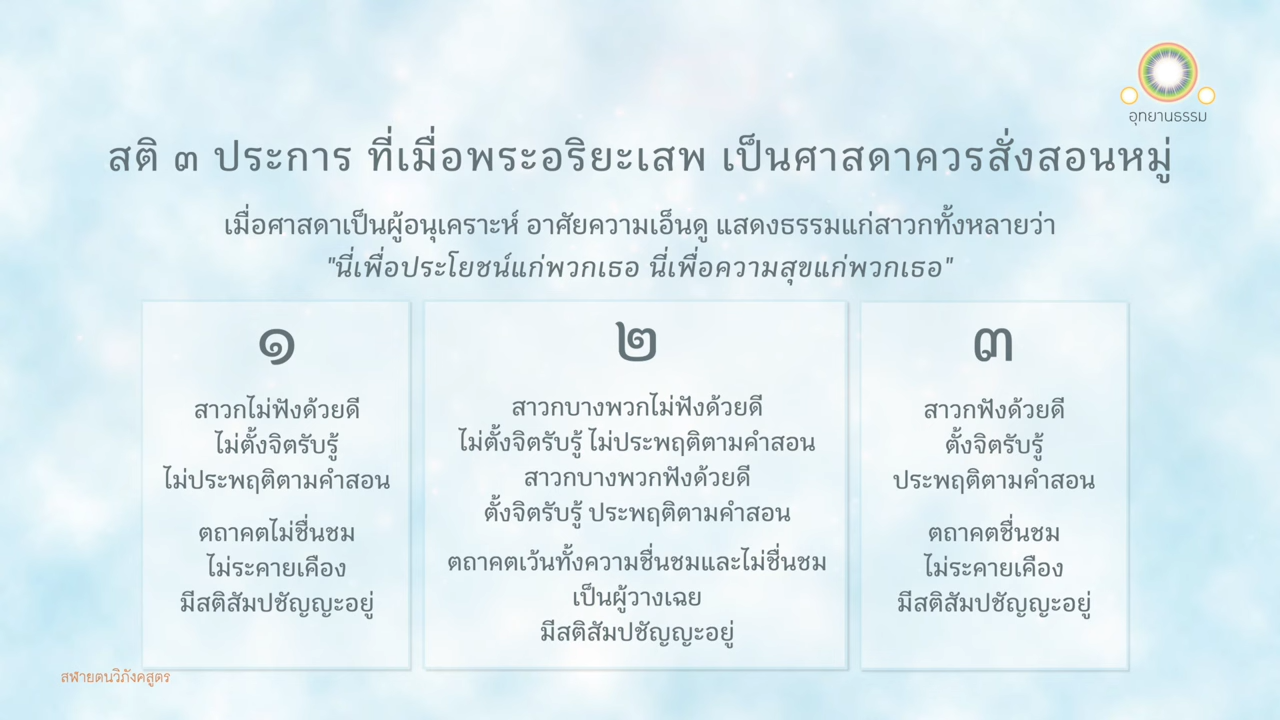 อุทยานธรรม
สติ ๓ ประการ ที่เมื่อพระอริยะเสพ เป็นศาสดาควรสั่งสอนหมู่
เมื่อศาสดาเป็นผู้อนุเคราะห์ อาศัยความเอ็นดู แสดงธรรมแก่สาวกทั้งหลายว่า
"นี่เพื่อประโยชน์แก่พวกเธอ นี่เพื่อความสุขแก่พวกเธอ"
๑
สาวกไม่ฟังด้วยดี
ไม่ตั้งจิตรับรู้
ไม่ประพฤติตามคำสอน
ตถาคตไม่ชื่นชม
ไม่ระคายเคือง
มีสติสัมปชัญญะอยู่
๒
สาวกบางพวกไม่ฟังด้วยดี
ไม่ตั้งจิตรับรู้ ไม่ประพฤติตามคำสอน
สาวกบางพวกฟังด้วยดี
ตั้งจิตรับรู้ ประพฤติตามคำสอน
ตถาคตเว้นทั้งความชื่นชมและไม่ชื่นชม
เป็นผู้วางเฉย
มีสติสัมปชัญญะอยู่
๓
สาวกฟังด้วยดี
ตั้งจิตรับรู้
ประพฤติตามคำสอน
ตถาคตชื่นชม
ไม่ระคายเคือง
มีสติสัมปชัญญะอยู่
สฬายตนวิภังคสูตร